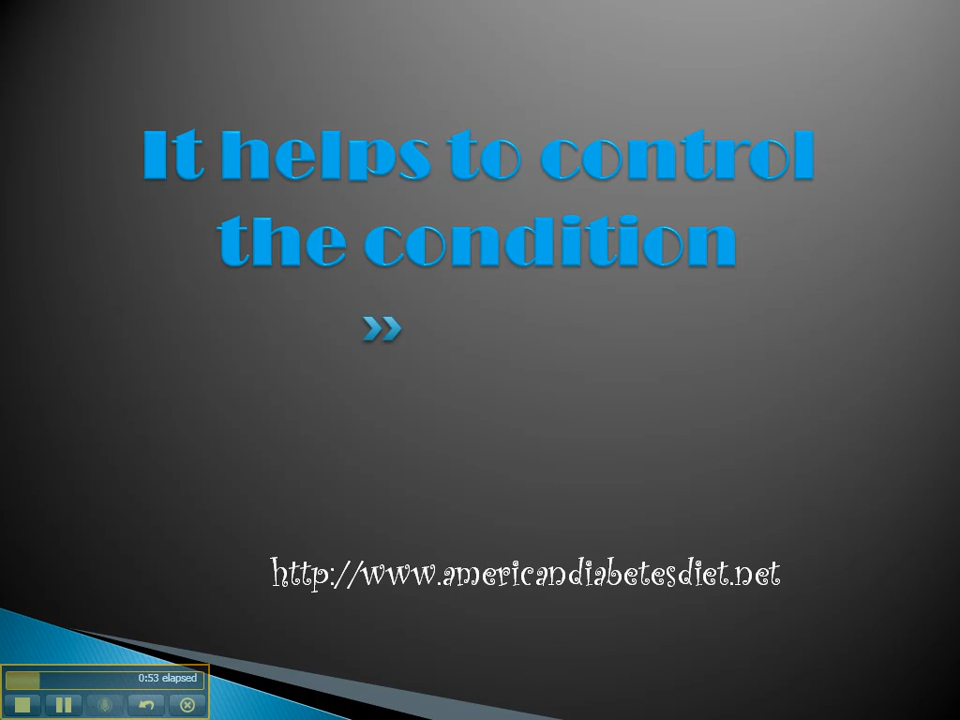 It helps to control
the condition
http://www.americandiabetesdiet.net
0:53 elapsed